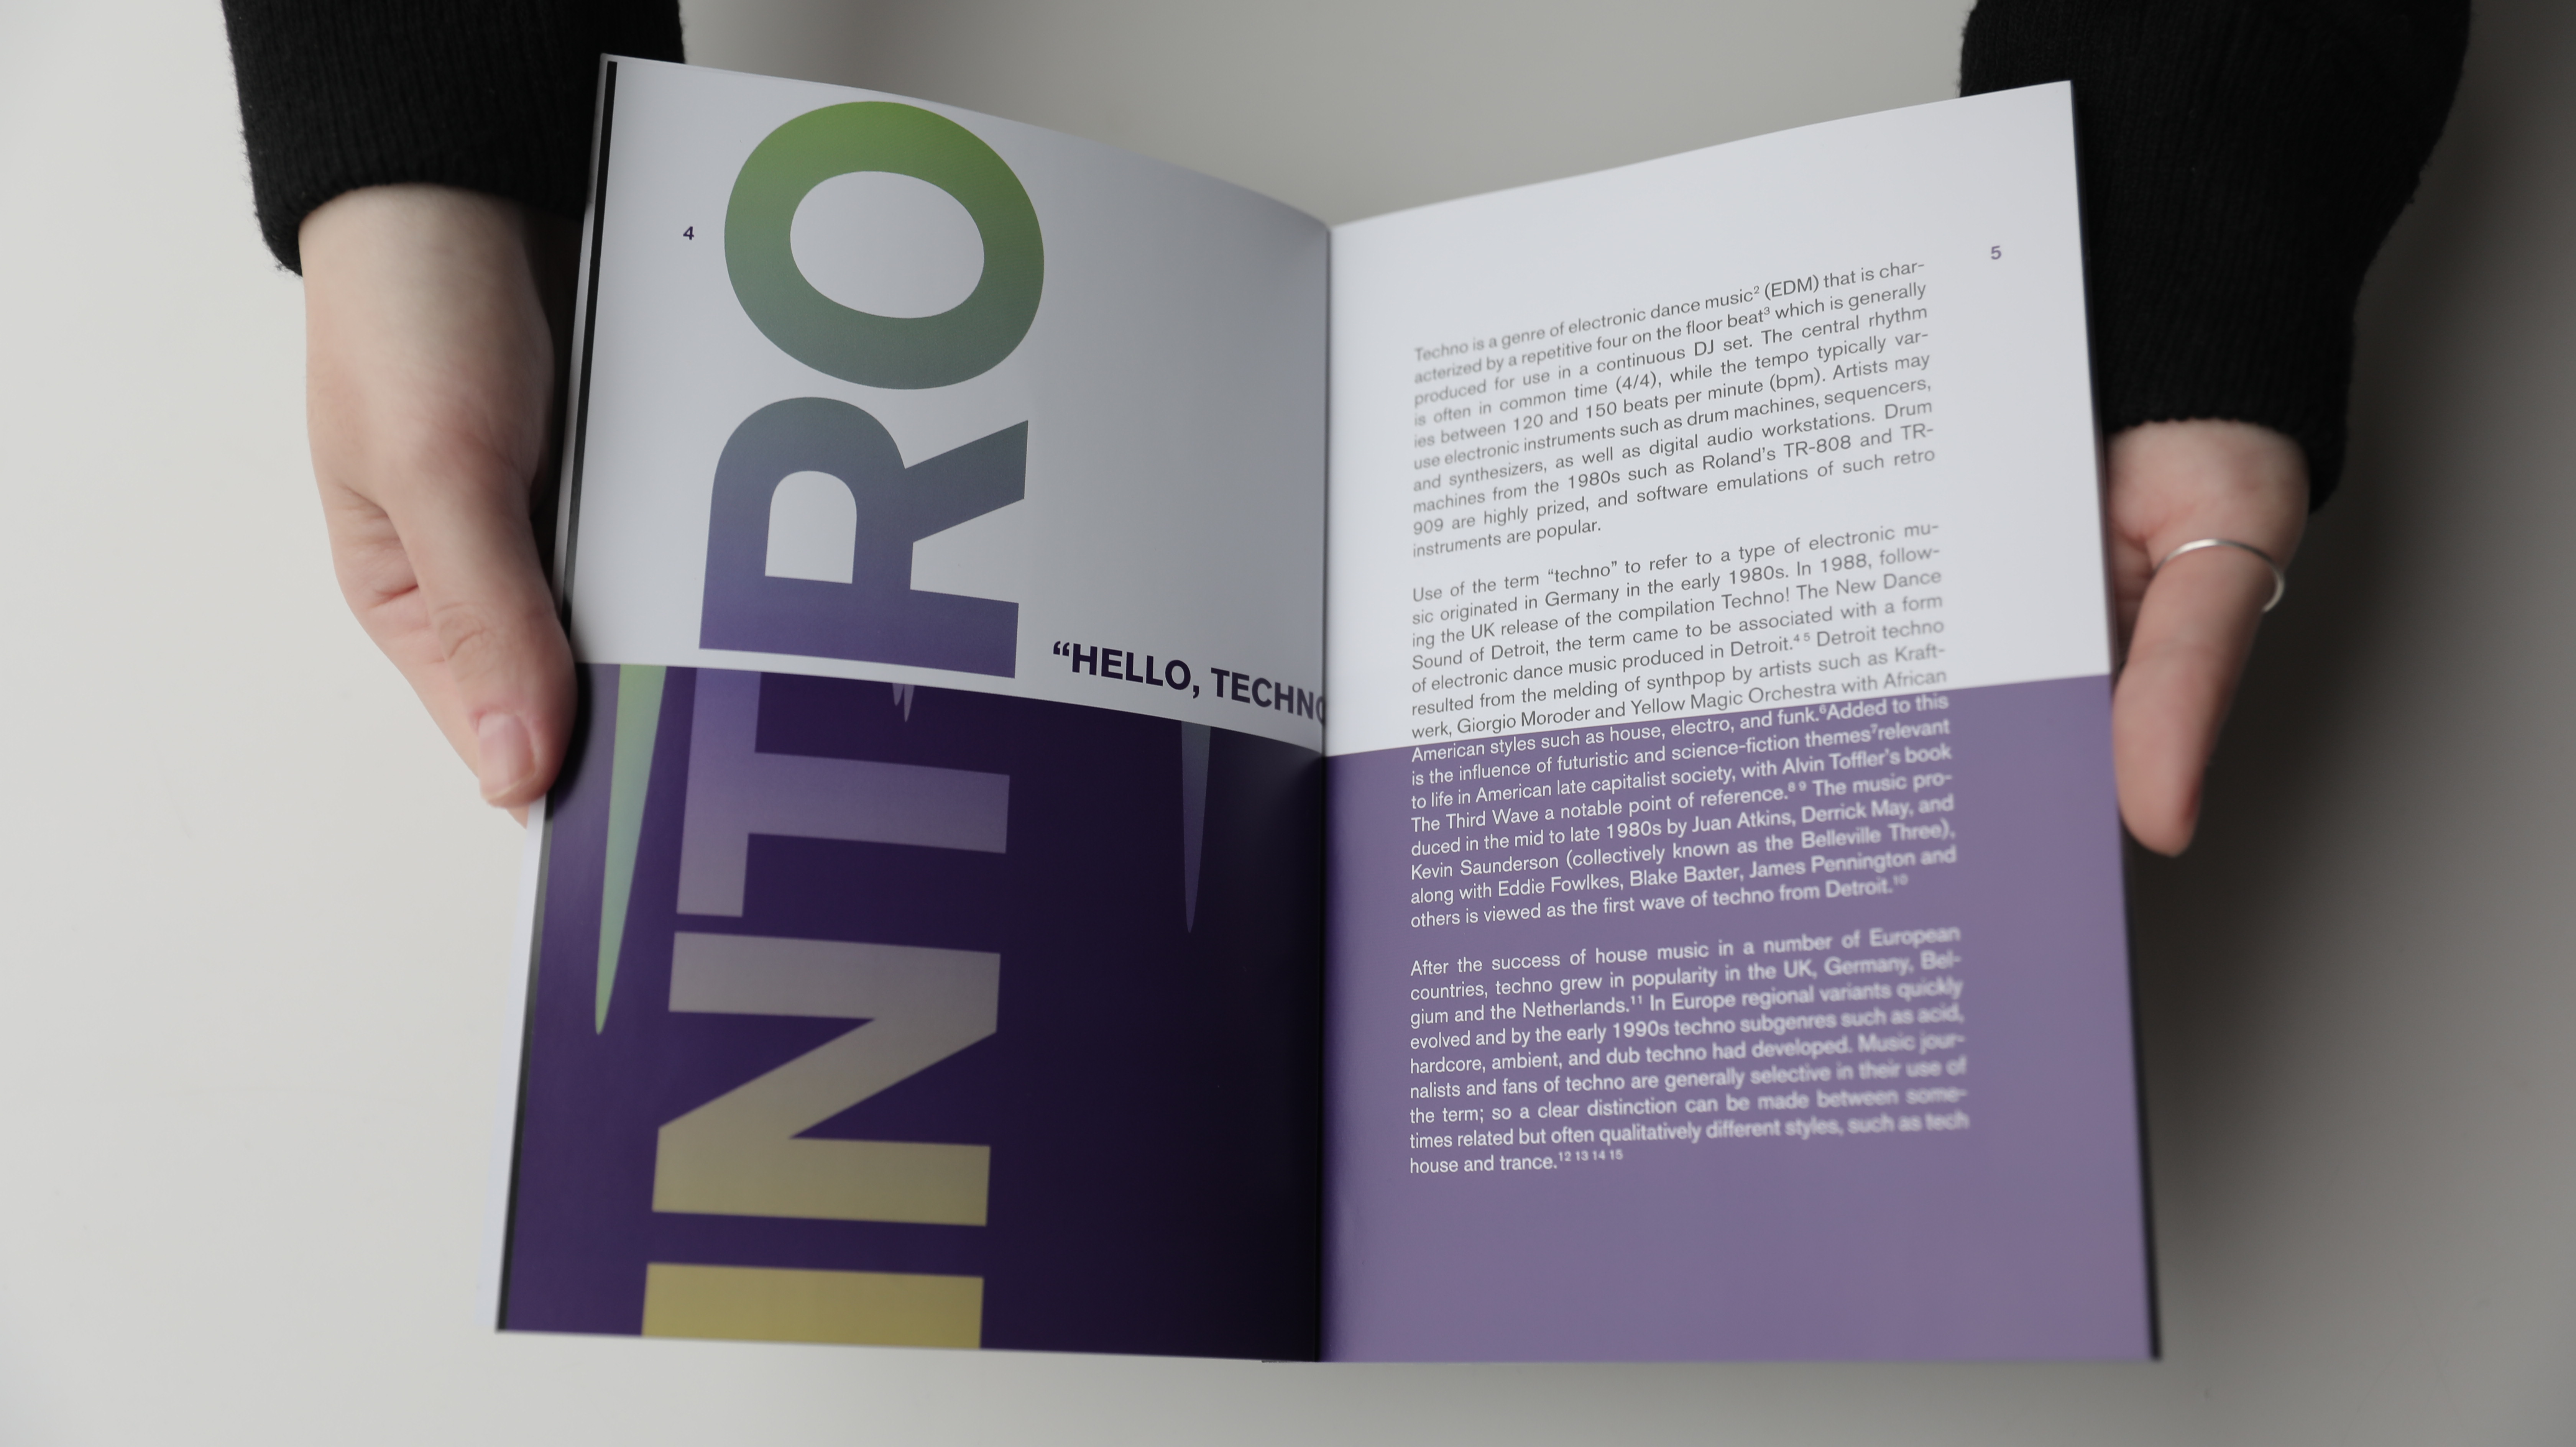 4
INTRO
“HELLO, TECHNO
5
Techno is a genre of electronic dance music² (EDM) that is char-
acterized by a repetitive four on the floor beat³ which is generally
produced for use in a continuous DJ set. The central rhythm
is often in common time (4/4), while the tempo typically var-
ies between 120 and 150 beats per minute (bpm). Artists may
use electronic instruments such as drum machines, sequencers,
and synthesizers, as well as digital audio workstations. Drum
machines from the 1980s such as Roland’s TR-808 and TR-
909 are highly prized, and software emulations of such retro
instruments are popular.
Use of the term “techno” to refer to a type of electronic mu-
sic originated in Germany in the early 1980s. In 1988, follow-
ing the UK release of the compilation Techno! The New Dance
Sound of Detroit, the term came to be associated with a form
of electronic dance music produced in Detroit.⁴ ⁵ Detroit techno
resulted from the melding of synthpop by artists such as Kraft-
werk, Giorgio Moroder and Yellow Magic Orchestra with African
American styles such as house, electro, and funk.⁶Added to this
is the influence of futuristic and science-fiction themes⁷relevant
to life in American late capitalist society, with Alvin Toffler’s book
The Third Wave a notable point of reference.⁸ ⁹ The music pro-
duced in the mid to late 1980s by Juan Atkins, Derrick May, and
Kevin Saunderson (collectively known as the Belleville Three),
along with Eddie Fowlkes, Blake Baxter, James Pennington and
others is viewed as the first wave of techno from Detroit.¹⁰
After the success of house music in a number of European
countries, techno grew in popularity in the UK, Germany, Bel-
gium and the Netherlands.¹¹ In Europe regional variants quickly
evolved and by the early 1990s techno subgenres such as acid,
hardcore, ambient, and dub techno had developed. Music jour-
nalists and fans of techno are generally selective in their use of
the term; so a clear distinction can be made between some-
times related but often qualitatively different styles, such as tech
house and trance.¹² ¹³ ¹⁴ ¹⁵